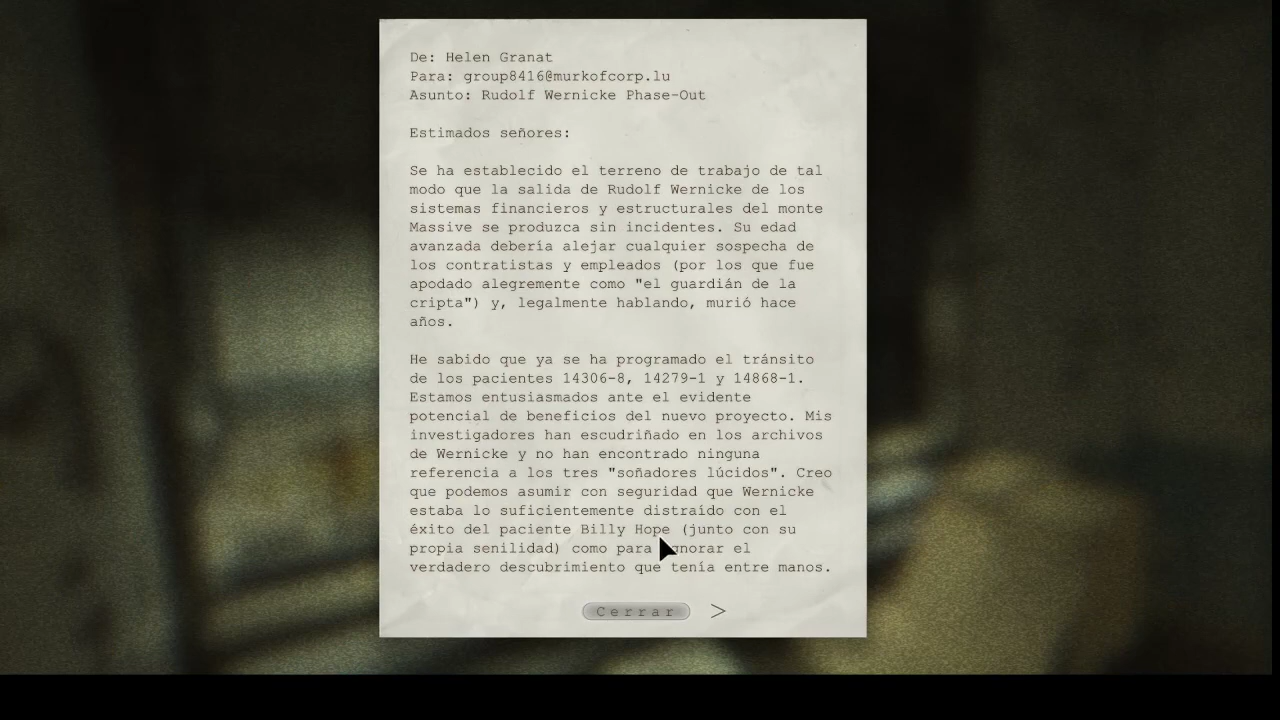 De: Helen Granat
Para: group8416@murkofcorp.lu
Asunto: Rudolf Wernicke Phase-Out
Estimados señores:
Se ha establecido el terreno de trabajo de tal
modo que la salida de Rudolf Wernicke de los
sistemas financieros y estructurales del monte
Massive se produzca sin incidentes. Su edad
avanzada debería alejar cualquier sospecha de
los contratistas y empleados (por los que fue
apodado alegremente como "el guardián de la
cripta") y, legalmente hablando, murió hace
años.
He sabido que ya se ha programado el tránsito
de los pacientes 14306-8, 14279-1 y 14868-1.
Estamos entusiasmados ante el evidente
potencial de beneficios del nuevo proyecto. Mis
investigadores han escudriñado en los archivos
de Wernicke y no han encontrado ninguna
referencia a los tres "soñadores lúcidos". Creo
que podemos asumir con seguridad que Wernicke
estaba lo suficientemente distraído con el
éxito del paciente Billy Hope (junto con su
propia senilidad) como para ignorar el
verdadero descubrimiento que tenía entre manos.
Cerrar >